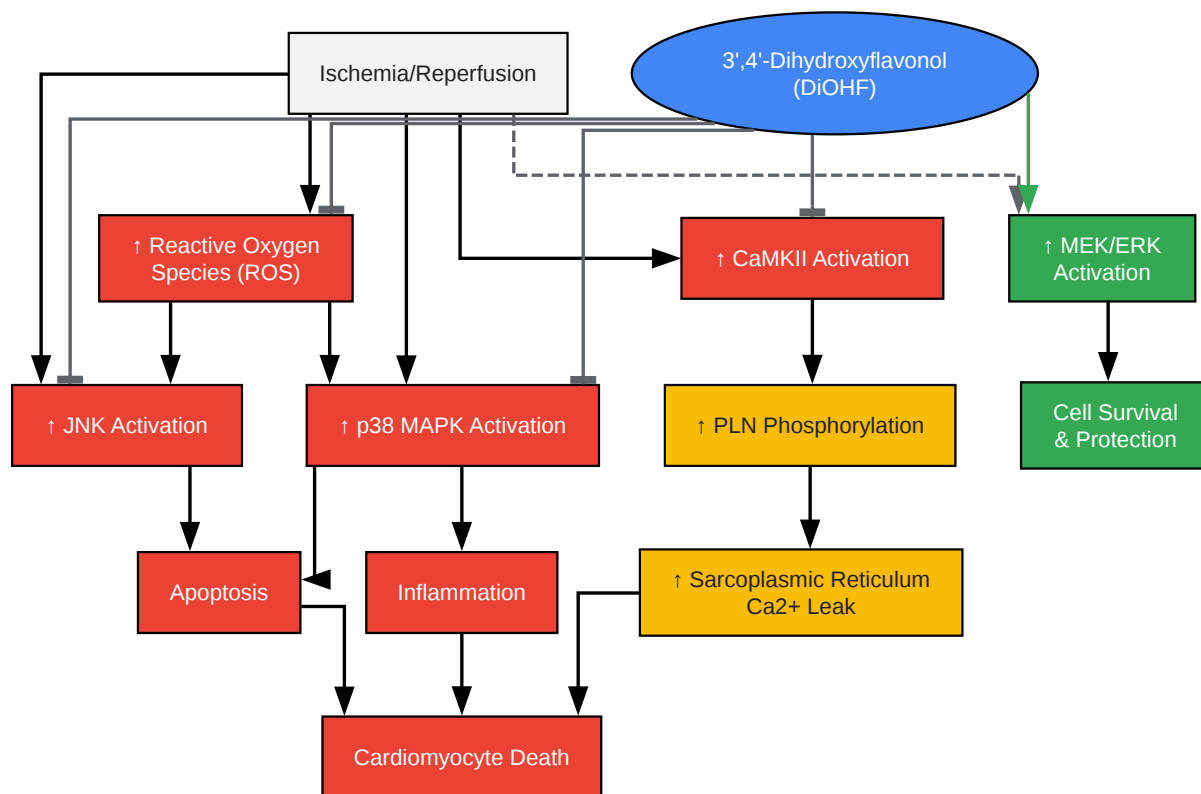 Ischemia/Reperfusion
3',4'-Dihydroxyflavonol
(DiOHF)
↑ Reactive Oxygen
Species (ROS)
↑ CaMKII Activation
↑ MEK/ERK
Activation
↑ JNK Activation
↑ p38 MAPK Activation
↑ PLN Phosphorylation
Cell Survival
& Protection
Apoptosis
Inflammation
↑ Sarcoplasmic Reticulum
Ca2+ Leak
Cardiomyocyte Death